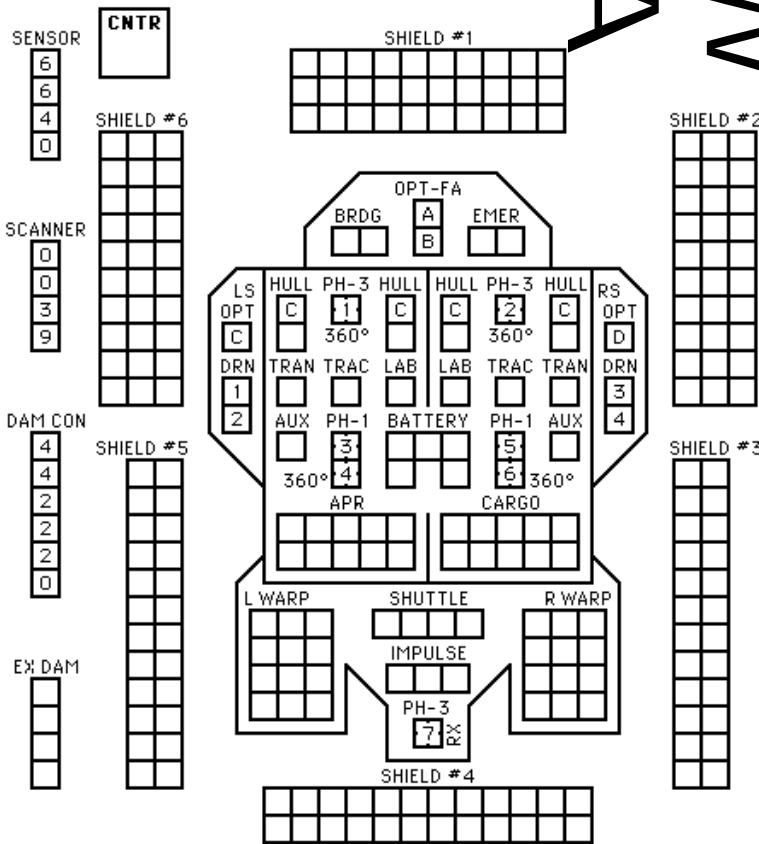 CNTR
SENSOR
6
6
4
0
SHIELD #1
SHIELD #6
SHIELD #2
SCANNER
0
0
3
9
OPT-FA
BRDG A EMER
B
LS HULL PH-3 HULL HULL PH-3 HULL RS
OPT C 1 C C 2 C OPT
C 360° 360° D
DRN TRAN TRAC LAB LAB TRAC TRAN DRN
1 3
2 4
AUX PH-1 BATTERY PH-1 AUX
3 5
360° 4 6 360°
DAM CON
4
4
2
2
2
0
SHIELD #5
SHIELD #3
APR CARGO
L WARP SHUTTLE R WARP
IMPULSE
EX DAM
PH-3
7 RX
SHIELD #4